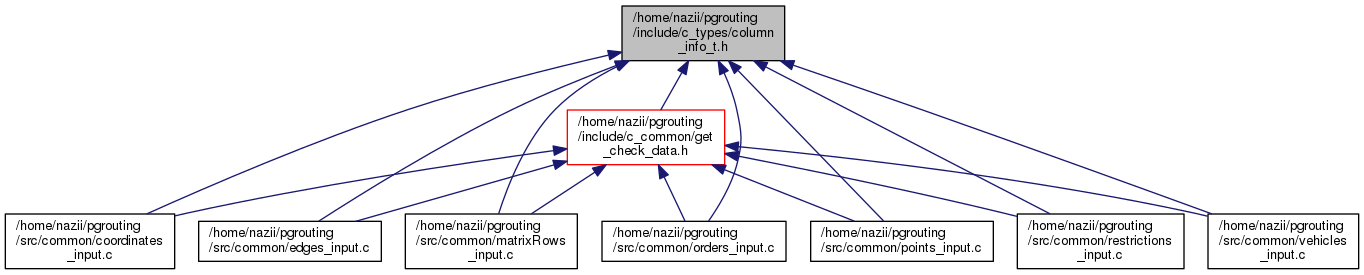 /home/nazii/pgrouting
/include/c_types/column
_info_t.h
/home/nazii/pgrouting
/include/c_common/get
_check_data.h
/home/nazii/pgrouting
/src/common/coordinates
_input.c
/home/nazii/pgrouting
/src/common/edges_input.c
/home/nazii/pgrouting
/src/common/matrixRows
_input.c
/home/nazii/pgrouting
/src/common/orders_input.c
/home/nazii/pgrouting
/src/common/points_input.c
/home/nazii/pgrouting
/src/common/restrictions
_input.c
/home/nazii/pgrouting
/src/common/vehicles
_input.c